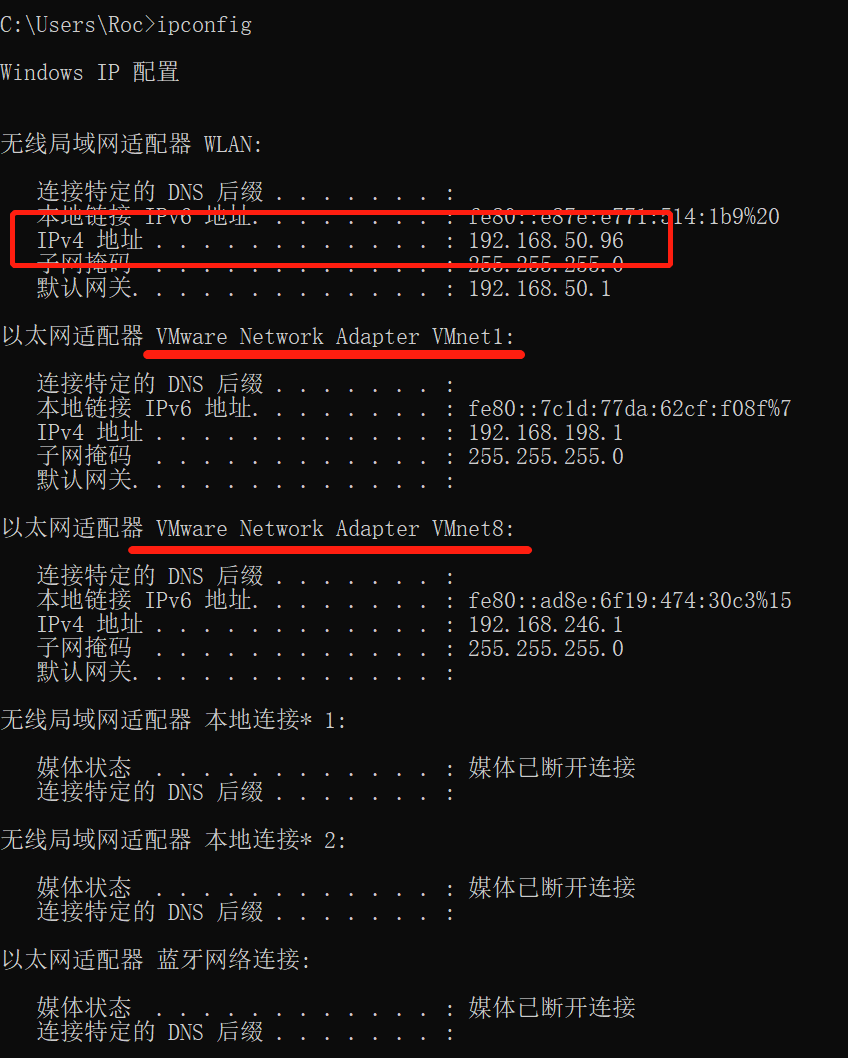 C:\Users\Roc>ipconfig
Windows IP 配置
无线局域网适配器 WLAN:
连接特定的 DNS 后缀 . . . . . . . :
本地链接 IPv6 地址. . . . . . . . : fe80::e87e:e771:514:1b9%20
IPv4 地址 . . . . . . . . . . . . : 192.168.50.96
子网掩码 . . . . . . . . . . . . : 255.255.255.0
默认网关. . . . . . . . . . . . . : 192.168.50.1
以太网适配器 VMware Network Adapter VMnet1:
连接特定的 DNS 后缀 . . . . . . . :
本地链接 IPv6 地址. . . . . . . . : fe80::7c1d:77da:62cf:f08f%7
IPv4 地址 . . . . . . . . . . . . : 192.168.198.1
子网掩码 . . . . . . . . . . . . : 255.255.255.0
默认网关. . . . . . . . . . . . . :
以太网适配器 VMware Network Adapter VMnet8:
连接特定的 DNS 后缀 . . . . . . . :
本地链接 IPv6 地址. . . . . . . . : fe80::ad8e:6f19:474:30c3%15
IPv4 地址 . . . . . . . . . . . . : 192.168.246.1
子网掩码 . . . . . . . . . . . . : 255.255.255.0
默认网关. . . . . . . . . . . . . :
无线局域网适配器 本地连接* 1:
媒体状态 . . . . . . . . . . . . : 媒体已断开连接
连接特定的 DNS 后缀 . . . . . . . :
无线局域网适配器 本地连接* 2:
媒体状态 . . . . . . . . . . . . : 媒体已断开连接
连接特定的 DNS 后缀 . . . . . . . :
以太网适配器 蓝牙网络连接:
媒体状态 . . . . . . . . . . . . : 媒体已断开连接
连接特定的 DNS 后缀 . . . . . . . :